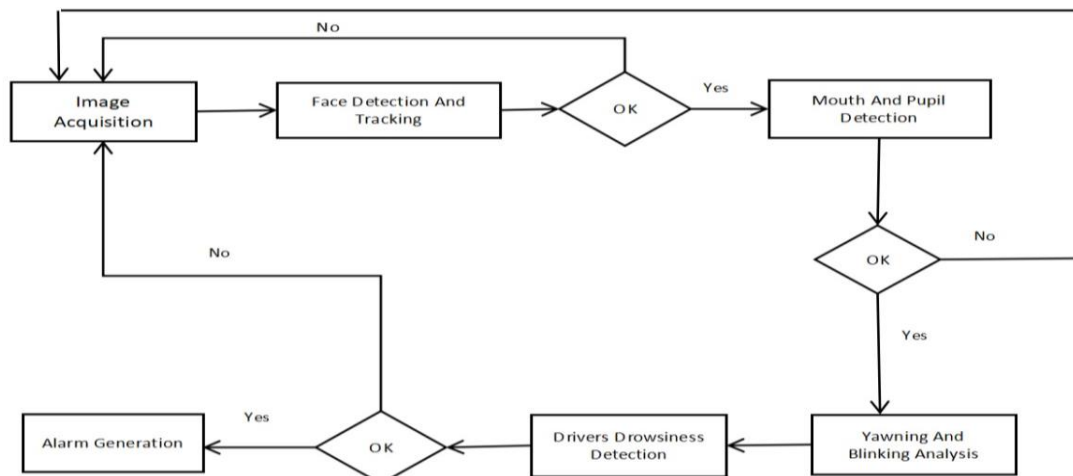 No
Image
Acquisition
Face Detection And
Tracking
OK
Yes
Mouth And Pupil
Detection
No
OK
No
Yes
Alarm Generation
Yes
OK
Drivers Drowsiness
Detection
Yawning And
Blinking Analysis